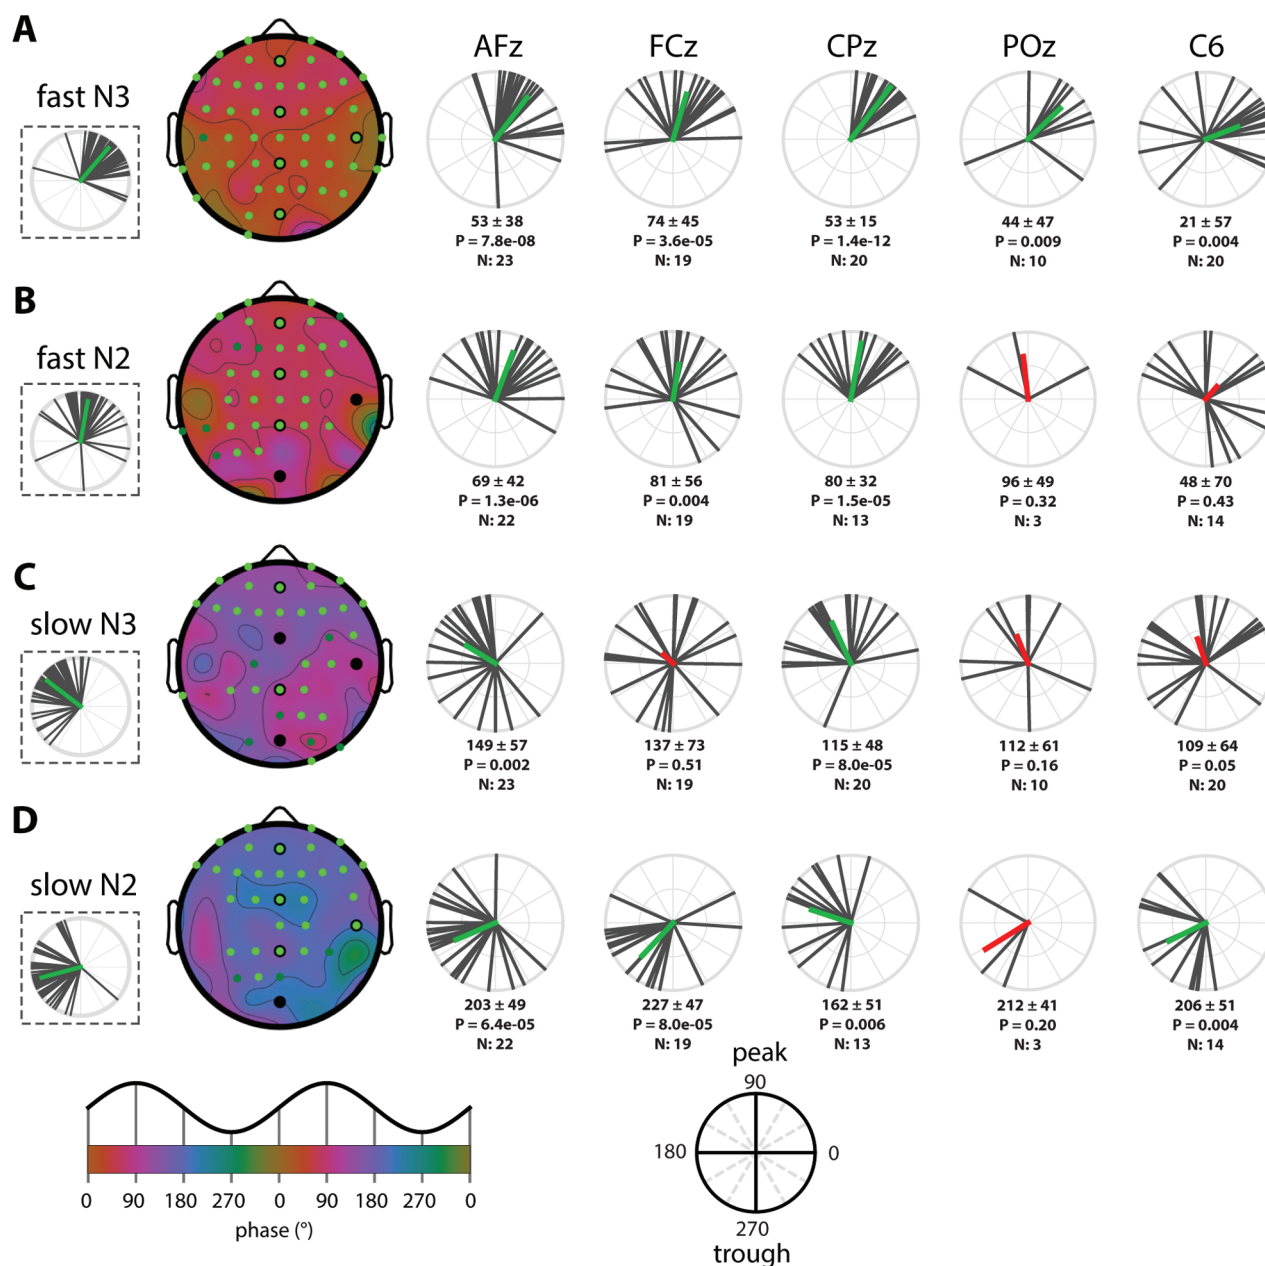 A
AFz FCz CPz POz C6
fast N3
53 ± 38 74 ± 45 53 ± 15 44 ± 47 21 ± 57
P = 7.8e-08 P = 3.6e-05 P = 1.4e-12 P = 0.009 P = 0.004
N: 23 N: 19 N: 20 N: 10 N: 20
B
fast N2
69 ± 42 81 ± 56 80 ± 32 96 ± 49 48 ± 70
P = 1.3e-06 P = 0.004 P = 1.5e-05 P = 0.32 P = 0.43
N: 22 N: 19 N: 13 N: 3 N: 14
C
slow N3
149 ± 57 137 ± 73 115 ± 48 112 ± 61 109 ± 64
P = 0.002 P = 0.51 P = 8.0e-05 P = 0.16 P = 0.05
N: 23 N: 19 N: 20 N: 10 N: 20
D
slow N2
203 ± 49 227 ± 47 162 ± 51 212 ± 41 206 ± 51
P = 6.4e-05 P = 8.0e-05 P = 0.006 P = 0.20 P = 0.004
N: 22 N: 19 N: 13 N: 3 N: 14
peak
90
180 0
270
trough
0 90 180 270 0 90 180 270 0
phase (°)